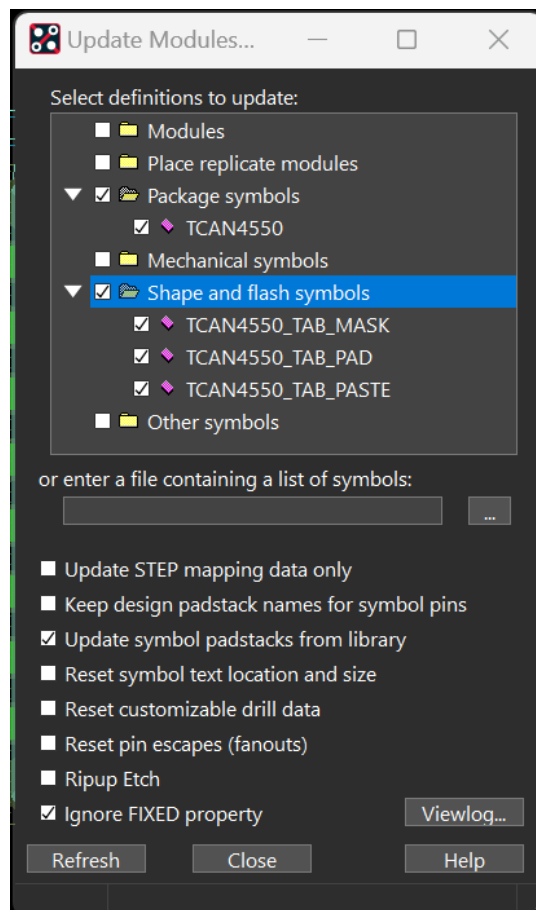 Update Modules...
Select definitions to update:
Modules
Place replicate modules
Package symbols
TCAN4550
Mechanical symbols
Shape and flash symbols
TCAN4550_TAB_MASK
TCAN4550_TAB_PAD
TCAN4550_TAB_PASTE
Other symbols
or enter a file containing a list of symbols:
...
Update STEP mapping data only
Keep design padstack names for symbol pins
Update symbol padstacks from library
Reset symbol text location and size
Reset customizable drill data
Reset pin escapes (fanouts)
Ripup Etch
Ignore FIXED property Viewlog...
Refresh Close Help